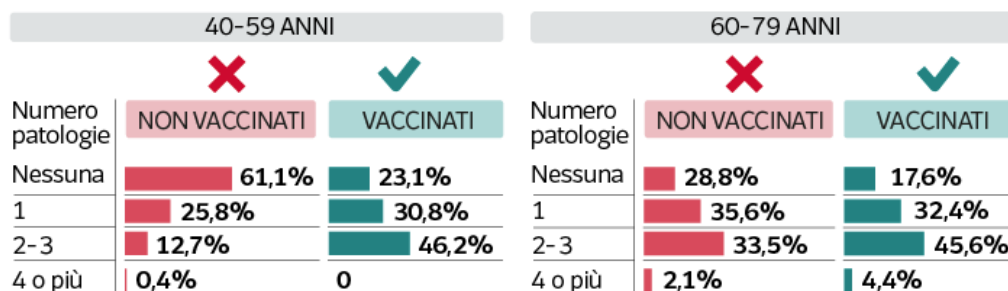 40-59 ANNI
Numero patologie
NON VACCINATI
VACCINATI
Nessuna 61,1% 23,1%
1 25,8% 30,8%
2-3 12,7% 46,2%
4 o più 0,4% 0
60-79 ANNI
Numero patologie
NON VACCINATI
VACCINATI
Nessuna 28,8% 17,6%
1 35,6% 32,4%
2-3 33,5% 45,6%
4 o più 2,1% 4,4%